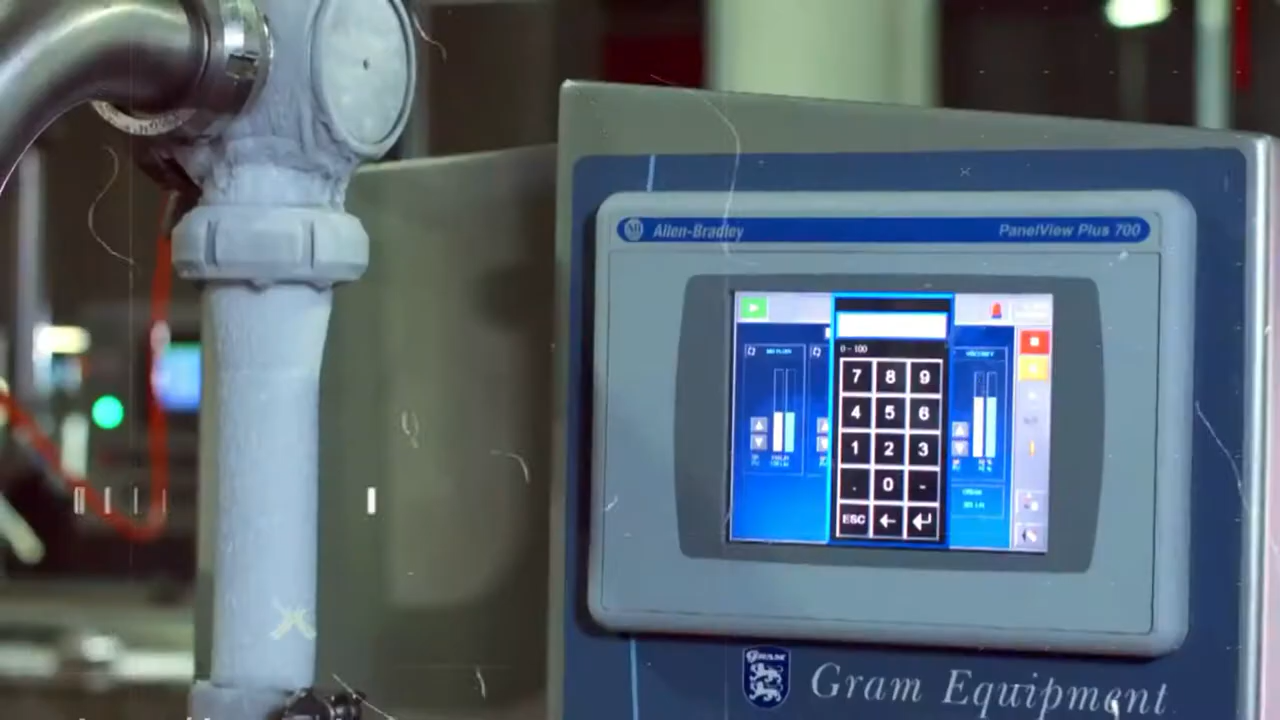 Allen-Bradley
PanelView Plus 700
0-100
7 8 9
4 5 6
1 2 3
. 0 -
ESC
GRAM
Gram Equipment